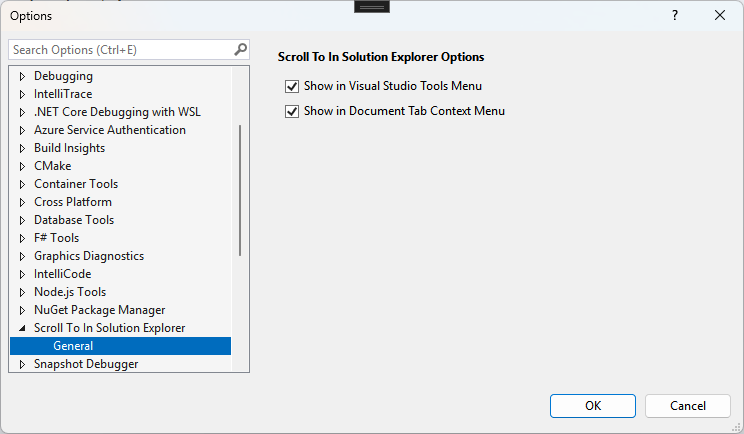 Options
?
Search Options (Ctrl+E)
Debugging
IntelliTrace
.NET Core Debugging with WSL
Azure Service Authentication
Build Insights
CMake
Container Tools
Cross Platform
Database Tools
F# Tools
Graphics Diagnostics
IntelliCode
Node.js Tools
NuGet Package Manager
Scroll To In Solution Explorer
General
Snapshot Debugger
Scroll To In Solution Explorer Options
Show in Visual Studio Tools Menu
Show in Document Tab Context Menu
OK
Cancel